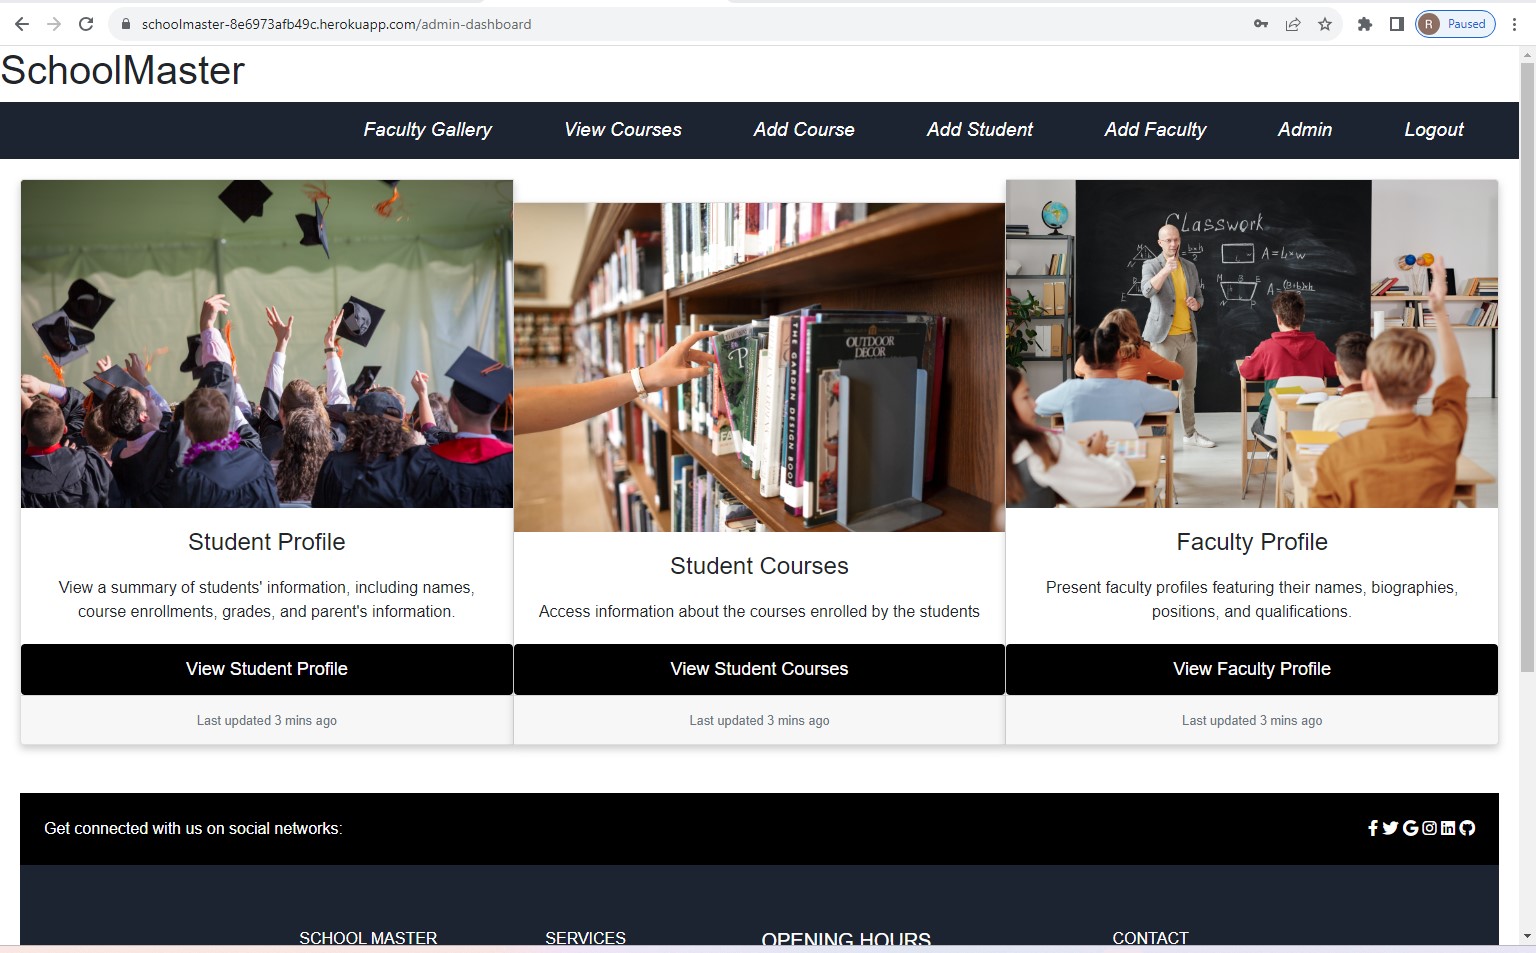 schoolmaster-8e6973afb49c.herokuapp.com/admin-dashboard
R Paused
SchoolMaster
Faculty Gallery View Courses Add Course Add Student Add Faculty Admin Logout
Classwork
A=4×w
OUTDOOR DECOR
THE GARDEN DESIGN BOOK
Student Profile
View a summary of students' information, including names,
course enrollments, grades, and parent's information.
View Student Profile
Last updated 3 mins ago
Student Courses
Access information about the courses enrolled by the students
View Student Courses
Last updated 3 mins ago
Faculty Profile
Present faculty profiles featuring their names, biographies,
positions, and qualifications.
View Faculty Profile
Last updated 3 mins ago
Get connected with us on social networks:
SCHOOL MASTER SERVICES OPENING HOURS CONTACT